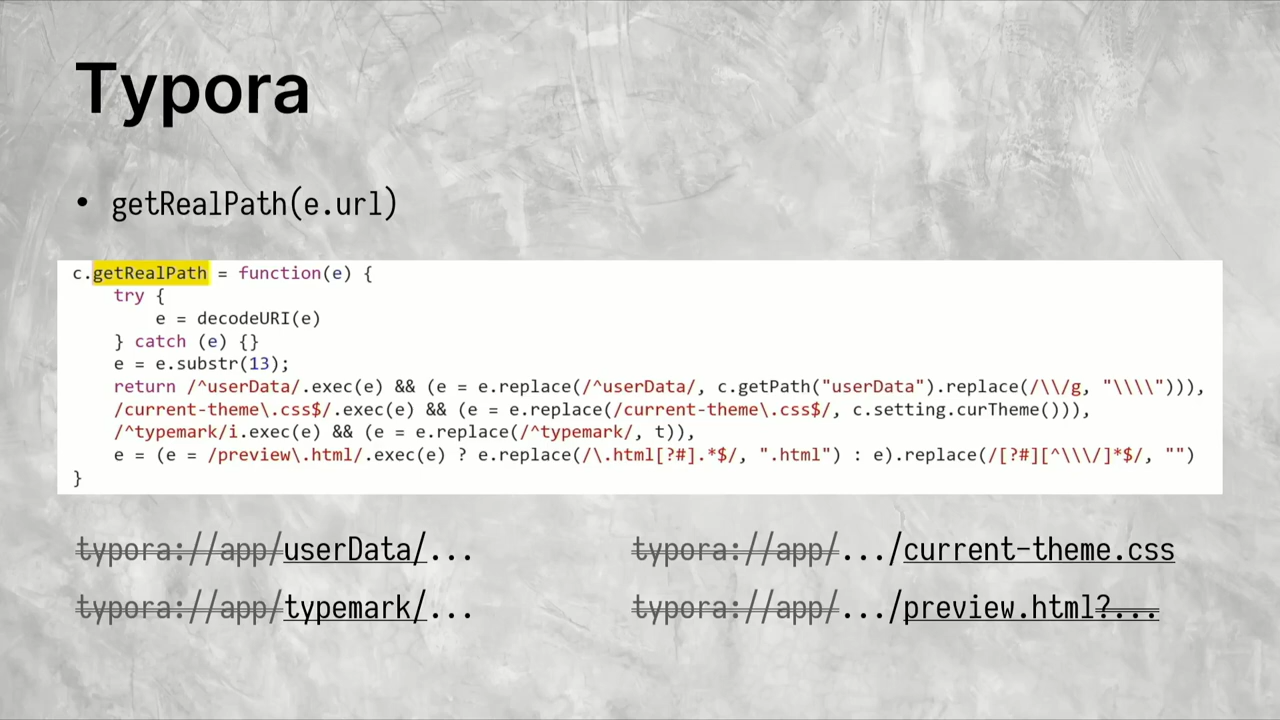 Typora
• getRealPath(e.url)
c.getRealPath = function(e) {
    try {
        e = decodeURI(e)
    } catch (e) {}
    e = e.substr(13);
    return /^userData/.exec(e) && (e = e.replace(/^userData/, c.getPath("userData").replace(/\\/g, "\\\\"))),
    /current-theme\.css$/.exec(e) && (e = e.replace(/current-theme\.css$/, c.setting.curTheme())),
    /^typemark/i.exec(e) && (e = e.replace(/^typemark/, t)),
    e = (e = /preview\.html/.exec(e) ? e.replace(/\.html[?#].*$/, ".html") : e).replace(/[?#][^\\\/]*$/, "")
}
typora://app/userData/... typora://app/.../current-theme.css
typora://app/typemark/... typora://app/.../preview.html?...